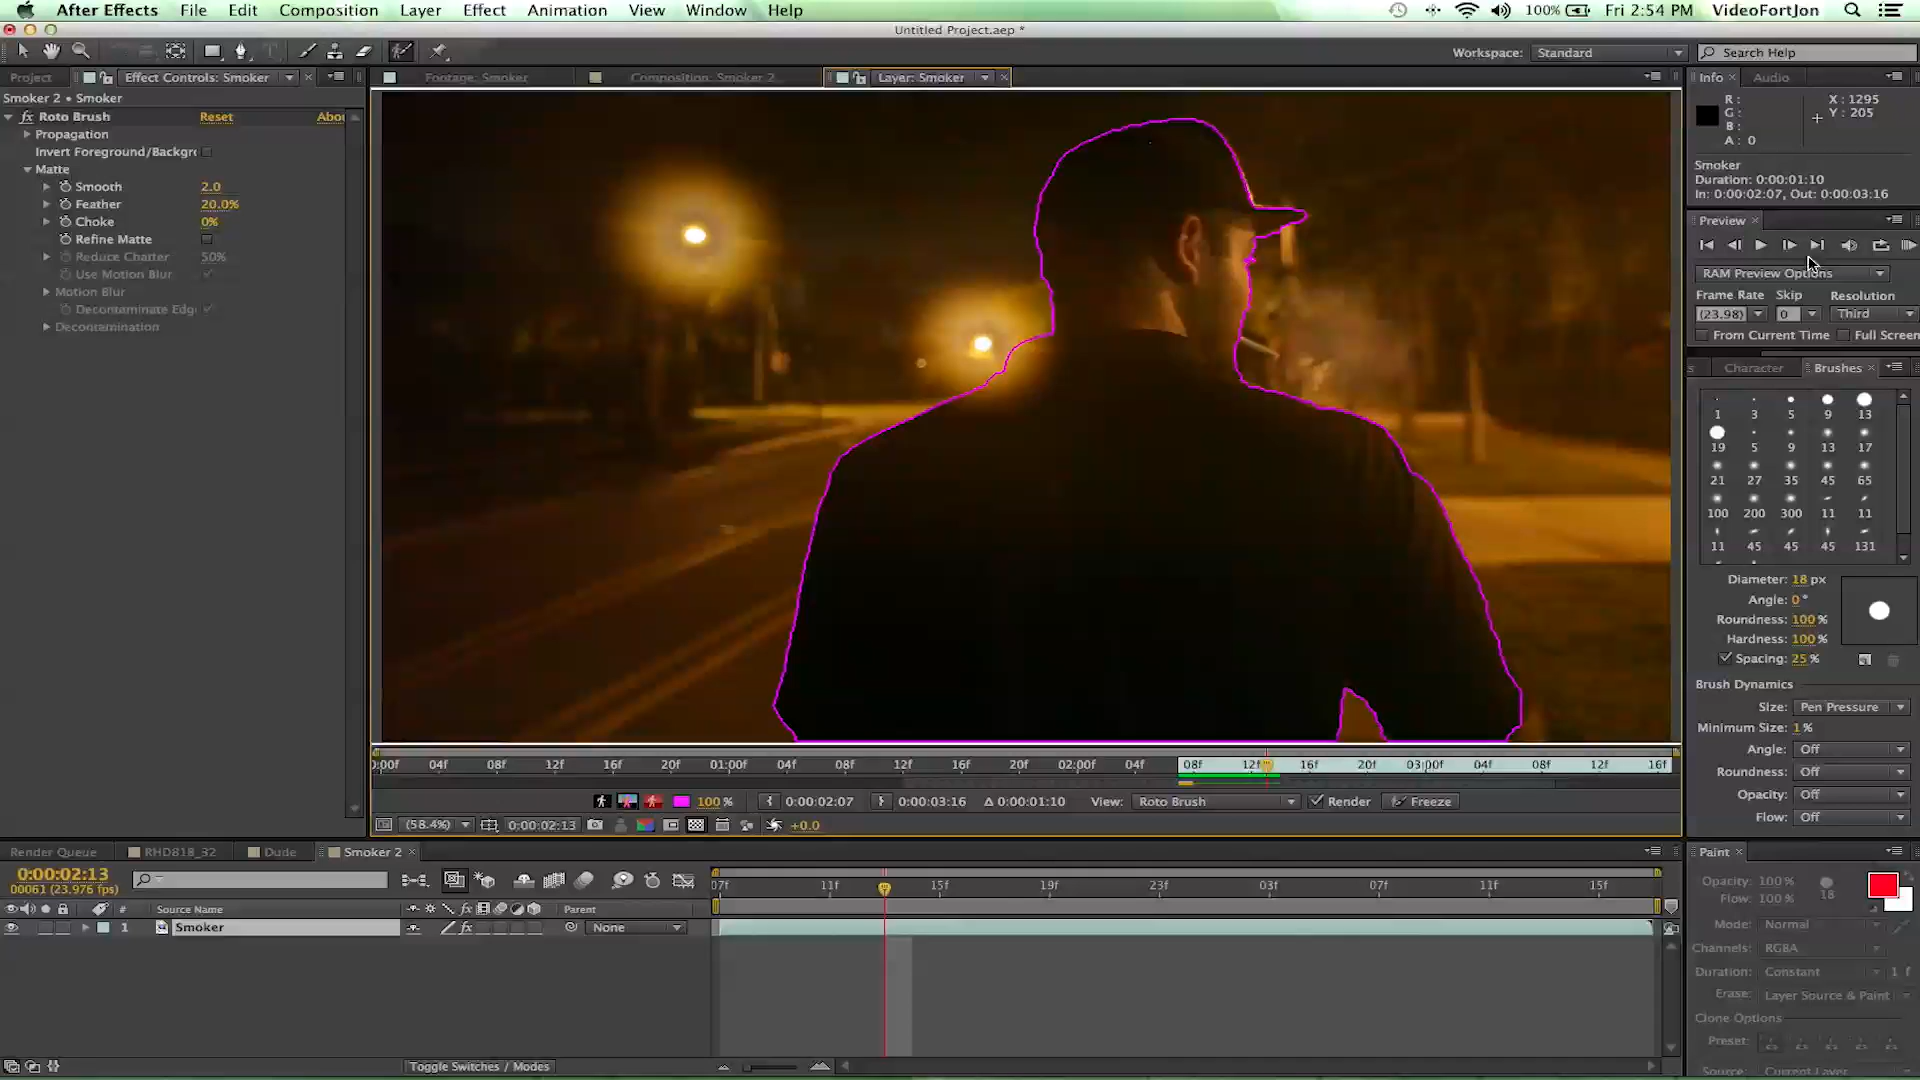 After Effects File Edit Composition Layer Effect Animation View Window Help 100% Fri 2:54 PM VideoFortJon
Untitled Project.aep *
Workspace: Standard Search Help
Project Effect Controls: Smoker Footage: Smoker Composition: Smoker 2 Layer: Smoker Info Audio
Smoker 2 • Smoker
fx Roto Brush Reset Abou
Propagation
Invert Foreground/Backgr
Matte
Smooth 2.0
Feather 20.0%
Choke 0%
Refine Matte
Reduce Chatter 50%
Use Motion Blur
Motion Blur
Decontaminate Edg
Decontamination
R: X: 1295
G: Y: 205
B:
A: 0
Smoker
Duration: 0:00:01:10
In: 0:00:02:07, Out: 0:00:03:16
Preview
RAM Preview Options
Frame Rate Skip Resolution
(23.98) 0 Third
From Current Time Full Screen
Character Brushes
1 3 5 9 13
19 5 9 13 17
21 27 35 45 65
100 200 300 11 11
11 45 45 45 131
Diameter: 18 px
Angle: 0°
Roundness: 100%
Hardness: 100%
Spacing: 25%
Brush Dynamics
Size: Pen Pressure
Minimum Size: 1%
Angle: Off
Roundness: Off
Opacity: Off
Flow: Off
0:00f 04f 08f 12f 16f 20f 01:00f 04f 08f 12f 16f 20f 02:00f 04f 08f 12f 16f 20f 03:00f 04f 08f 12f 16f
100% 0:00:02:07 0:00:03:16 Δ 0:00:01:10 View: Roto Brush Render Freeze
(58.4%) 0:00:02:13 +0.0
Render Queue RHD818_32 Dude Smoker 2
0:00:02:13
00061 (23.976 fps)
07f 11f 15f 19f 23f 03f 07f 11f 15f
# Source Name fx Parent
1 Smoker fx None
Toggle Switches / Modes
Paint
Opacity: 100 %
Flow: 100 % 18
Mode: Normal
Channels: RGBA
Duration: Constant 1 f
Erase: Layer Source & Paint
Clone Options
Preset:
Source: Current Layer